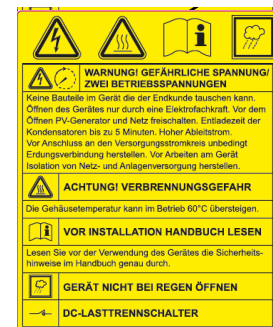 WARNUNG! GEFÄHRLICHE SPANNUNG/
ZWEI BETRIEBSSPANNUNGEN
Keine Bauteile im Gerät die der Endkunde tauschen kann.
Öffnen des Gerätes nur durch eine Elektrofachkraft. Vor dem
Öffnen PV-Generator und Netz freischalten. Entladezeit der
Kondensatoren bis zu 5 Minuten. Hoher Ableitstrom.
Vor Anschluss an den Versorgungsstromkreis unbedingt
Erdungsverbindung herstellen. Vor Arbeiten am Gerät
Isolation von Netz- und Anlagenversorgung herstellen.
ACHTUNG! VERBRENNUNGSGEFAHR
Die Gehäusetemperatur kann im Betrieb 60°C übersteigen.
VOR INSTALLATION HANDBUCH LESEN
Lesen Sie vor der Verwendung des Gerätes die Sicherheits-
hinweise im Handbuch genau durch.
GERÄT NICHT BEI REGEN ÖFFNEN
DC-LASTTRENNSCHALTER